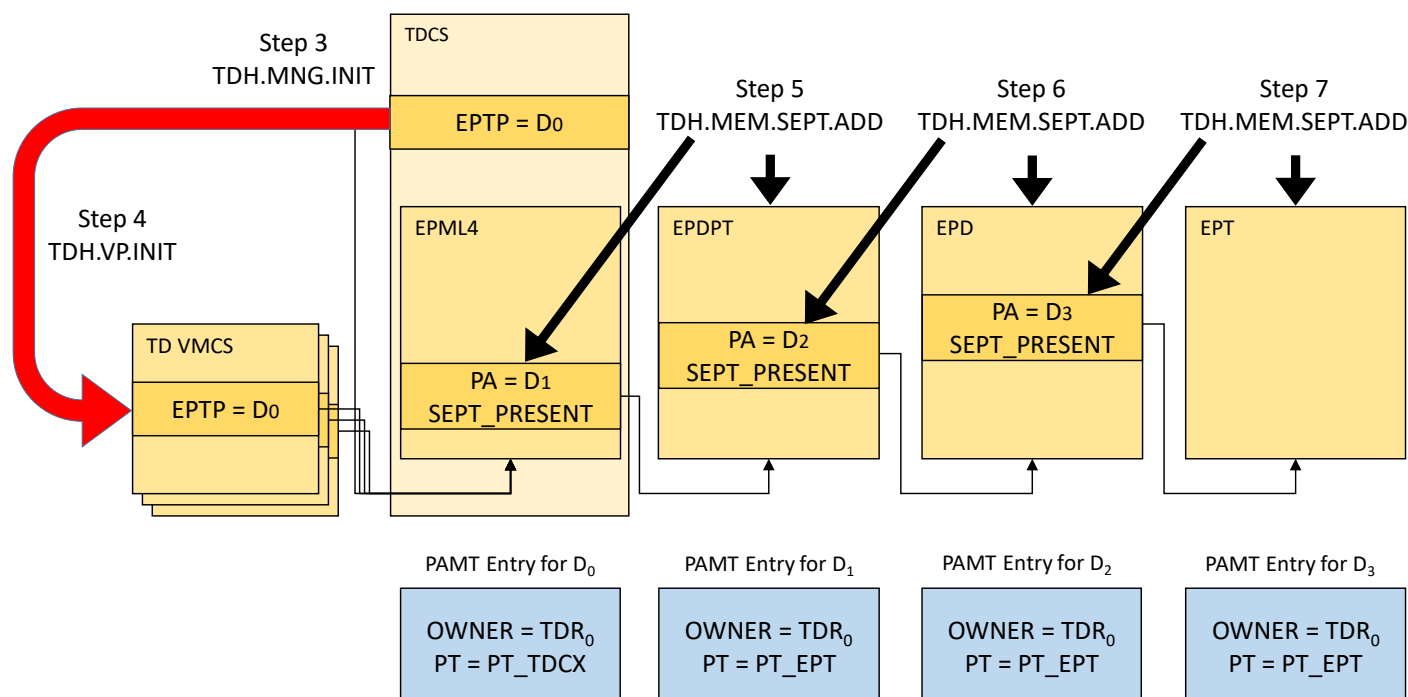 Step 3
TDH.MNG.INIT
TDCS
EPTP = D0
Step 5
TDH.MEM.SEPT.ADD
Step 6
TDH.MEM.SEPT.ADD
Step 7
TDH.MEM.SEPT.ADD
Step 4
TDH.VP.INIT
EPML4
PA = D1
SEPT_PRESENT
EPDPT
PA = D2
SEPT_PRESENT
EPD
PA = D3
SEPT_PRESENT
EPT
TD VMCS
EPTP = D0
PAMT Entry for D0
OWNER = TDR0
PT = PT_TDCX
PAMT Entry for D1
OWNER = TDR0
PT = PT_EPT
PAMT Entry for D2
OWNER = TDR0
PT = PT_EPT
PAMT Entry for D3
OWNER = TDR0
PT = PT_EPT